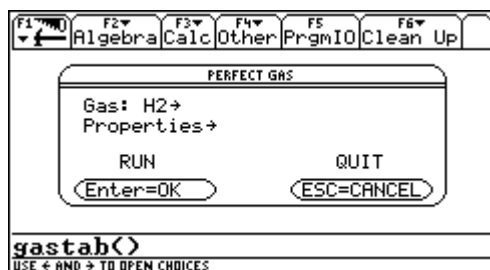 F1 F2▾ F3▾ F4▾ F5 F6▾
Algebra Calc Other PrgmIO Clean Up
PERFECT GAS
Gas: H2→
Properties→
RUN QUIT
Enter=OK ESC=CANCEL
gastab()
USE ← AND → TO OPEN CHOICES